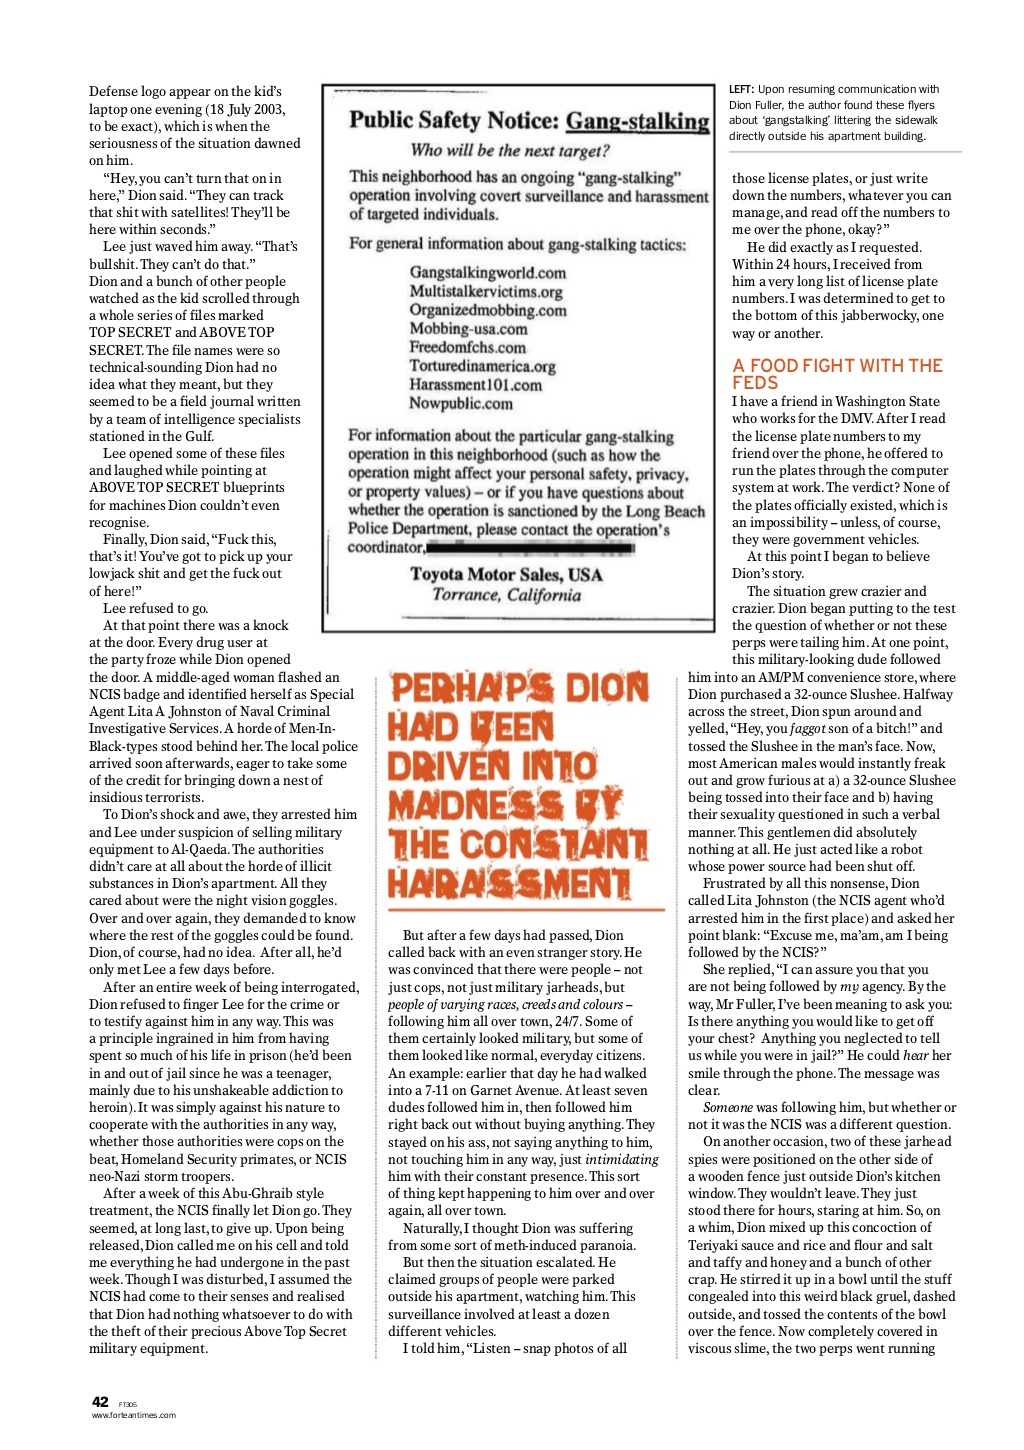 Defense logo appear on the kid’s
laptop one evening (18 July 2003,
to be exact), which is when the
seriousness of the situation dawned
on him.
“Hey, you can’t turn that on in
here,” Dion said. “They can track
that shit with satellites! They’ll be
here within seconds.”
Lee just waved him away. “That’s
bullshit. They can’t do that.”
Dion and a bunch of other people
watched as the kid scrolled through
a whole series of files marked
TOP SECRET and ABOVE TOP
SECRET. The file names were so
technical-sounding Dion had no
idea what they meant, but they
seemed to be a field journal written
by a team of intelligence specialists
stationed in the Gulf.
Lee opened some of these files
and laughed while pointing at
ABOVE TOP SECRET blueprints
for machines Dion couldn’t even
recognise.
Finally, Dion said, “Fuck this,
that’s it! You’ve got to pick up your
lowjack shit and get the fuck out
of here!”
Lee refused to go.
At that point there was a knock
at the door. Every drug user at
the party froze while Dion opened
the door. A middle-aged woman flashed an
NCIS badge and identified herself as Special
Agent Lita A Johnston of Naval Criminal
Investigative Services. A horde of Men-In-
Black-types stood behind her. The local police
arrived soon afterwards, eager to take some
of the credit for bringing down a nest of
insidious terrorists.
To Dion’s shock and awe, they arrested him
and Lee under suspicion of selling military
equipment to Al-Qaeda. The authorities
didn’t care at all about the horde of illicit
substances in Dion’s apartment. All they
cared about were the night vision goggles.
Over and over again, they demanded to know
where the rest of the goggles could be found.
Dion, of course, had no idea.  After all, he’d
only met Lee a few days before.
After an entire week of being interrogated,
Dion refused to finger Lee for the crime or
to testify against him in any way. This was
a principle ingrained in him from having
spent so much of his life in prison (he’d been
in and out of jail since he was a teenager,
mainly due to his unshakeable addiction to
heroin). It was simply against his nature to
cooperate with the authorities in any way,
whether those authorities were cops on the
beat, Homeland Security primates, or NCIS
neo-Nazi storm troopers.
After a week of this Abu-Ghraib style
treatment, the NCIS finally let Dion go. They
seemed, at long last, to give up. Upon being
released, Dion called me on his cell and told
me everything he had undergone in the past
week. Though I was disturbed, I assumed the
NCIS had come to their senses and realised
that Dion had nothing whatsoever to do with
the theft of their precious Above Top Secret
military equipment.
Public Safety Notice: Gang-stalking
Who will be the next target?
This neighborhood has an ongoing “gang-stalking”
operation involving covert surveillance and harassment
of targeted individuals.
For general information about gang-stalking tactics:
Gangstalkingworld.com
Multistalkervictims.org
Organizedmobbing.com
Mobbing-usa.com
Freedomfchs.com
Torturedinamerica.org
Harassment101.com
Nowpublic.com
For information about the particular gang-stalking
operation in this neighborhood (such as how the
operation might affect your personal safety, privacy,
or property values) – or if you have questions about
whether the operation is sanctioned by the Long Beach
Police Department, please contact the operation’s
coordinator,
Toyota Motor Sales, USA
Torrance, California
PERHAPS DION
HAD BEEN
DRIVEN INTO
MADNESS BY
THE CONSTANT
HARASSMENT
But after a few days had passed, Dion
called back with an even stranger story. He
was convinced that there were people – not
just cops, not just military jarheads, but
people of varying races, creeds and colours –
following him all over town, 24/7. Some of
them certainly looked military, but some of
them looked like normal, everyday citizens.
An example: earlier that day he had walked
into a 7-11 on Garnet Avenue. At least seven
dudes followed him in, then followed him
right back out without buying anything. They
stayed on his ass, not saying anything to him,
not touching him in any way, just intimidating
him with their constant presence. This sort
of thing kept happening to him over and over
again, all over town.
Naturally, I thought Dion was suffering
from some sort of meth-induced paranoia.
But then the situation escalated. He
claimed groups of people were parked
outside his apartment, watching him. This
surveillance involved at least a dozen
different vehicles.
I told him, “Listen – snap photos of all
LEFT: Upon resuming communication with
Dion Fuller, the author found these flyers
about ‘gangstalking’ littering the sidewalk
directly outside his apartment building.
those license plates, or just write
down the numbers, whatever you can
manage, and read off the numbers to
me over the phone, okay?”
He did exactly as I requested.
Within 24 hours, I received from
him a very long list of license plate
numbers. I was determined to get to
the bottom of this jabberwocky, one
way or another.
A FOOD FIGHT WITH THE
FEDS
I have a friend in Washington State
who works for the DMV. After I read
the license plate numbers to my
friend over the phone, he offered to
run the plates through the computer
system at work. The verdict? None of
the plates officially existed, which is
an impossibility – unless, of course,
they were government vehicles.
At this point I began to believe
Dion’s story.
The situation grew crazier and
crazier. Dion began putting to the test
the question of whether or not these
perps were tailing him. At one point,
this military-looking dude followed
him into an AM/PM convenience store, where
Dion purchased a 32-ounce Slushee. Halfway
across the street, Dion spun around and
yelled, “Hey, you faggot son of a bitch!” and
tossed the Slushee in the man’s face. Now,
most American males would instantly freak
out and grow furious at a) a 32-ounce Slushee
being tossed into their face and b) having
their sexuality questioned in such a verbal
manner. This gentlemen did absolutely
nothing at all. He just acted like a robot
whose power source had been shut off.
Frustrated by all this nonsense, Dion
called Lita Johnston (the NCIS agent who’d
arrested him in the first place) and asked her
point blank: “Excuse me, ma’am, am I being
followed by the NCIS?”
She replied, “I can assure you that you
are not being followed by my agency. By the
way, Mr Fuller, I’ve been meaning to ask you:
Is there anything you would like to get off
your chest?  Anything you neglected to tell
us while you were in jail?” He could hear her
smile through the phone. The message was
clear.
Someone was following him, but whether or
not it was the NCIS was a different question.
On another occasion, two of these jarhead
spies were positioned on the other side of
a wooden fence just outside Dion’s kitchen
window. They wouldn’t leave. They just
stood there for hours, staring at him. So, on
a whim, Dion mixed up this concoction of
Teriyaki sauce and rice and flour and salt
and taffy and honey and a bunch of other
crap. He stirred it up in a bowl until the stuff
congealed into this weird black gruel, dashed
outside, and tossed the contents of the bowl
over the fence. Now completely covered in
viscous slime, the two perps went running
42 FT305
www.forteantimes.com